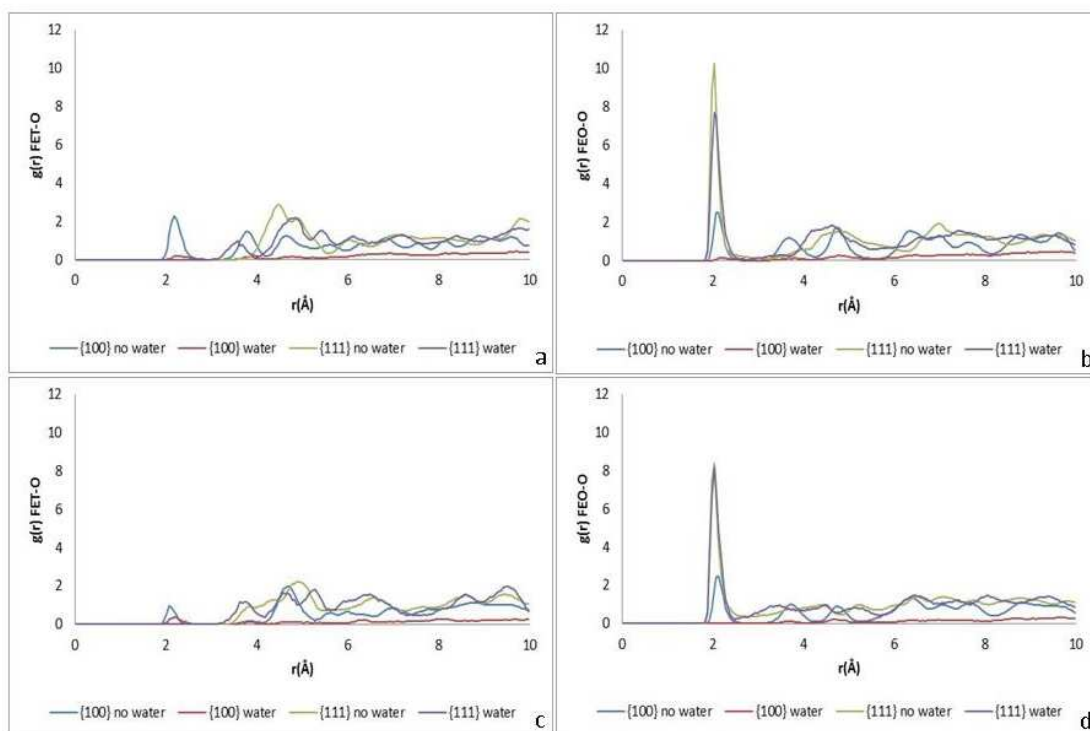 12
10
8
6
4
2
0
g(r) FET-O
0 2 4 6 8 10
r(Å)
{100} no water {100} water {111} no water {111} water
a
12
10
8
6
4
2
0
g(r) FEO-O
0 2 4 6 8 10
r(Å)
{100} no water {100} water {111} no water {111} water
b
12
10
8
6
4
2
0
g(r) FET-O
0 2 4 6 8 10
r(Å)
{100} no water {100} water {111} no water {111} water
c
12
10
8
6
4
2
0
g(r) FEO-O
0 2 4 6 8 10
r(Å)
{100} no water {100} water {111} no water {111} water
d